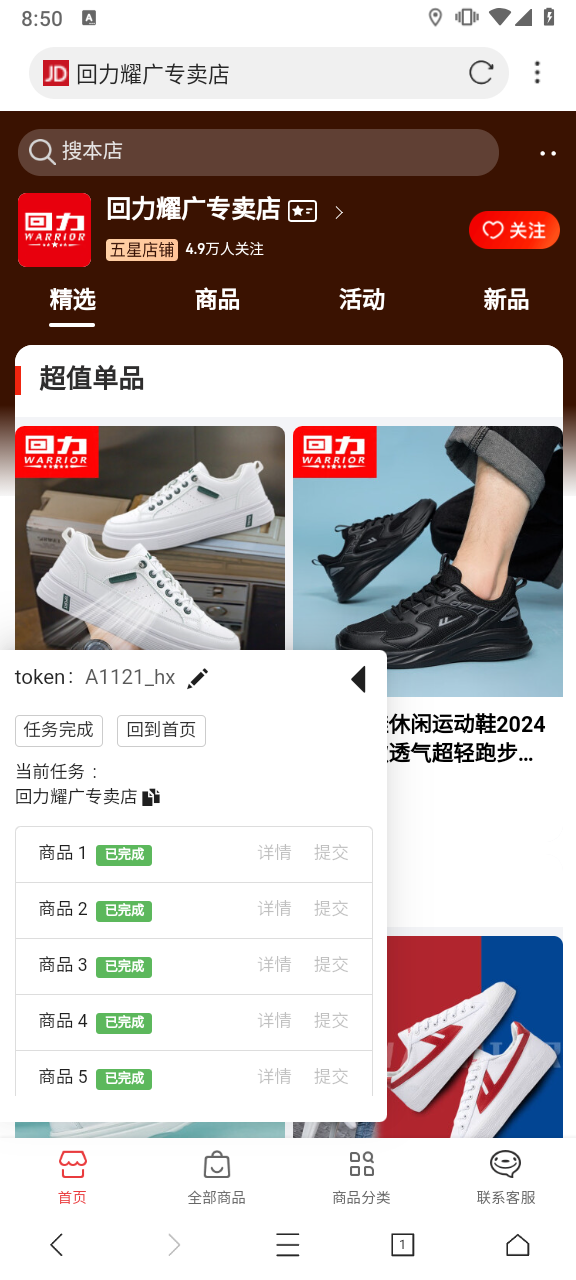 8:50
A
JD 回力耀广专卖店
搜本店
回力
WARRIOR
回力耀广专卖店
五星店铺 4.9万人关注
关注
精选 商品 活动 新品
超值单品
回力
WARRIOR
回力
WARRIOR
token: A1121_hx
任务完成 回到首页
当前任务：
回力耀广专卖店
休闲运动鞋2024
透气超轻跑步...
商品 1 已完成 详情 提交
商品 2 已完成 详情 提交
商品 3 已完成 详情 提交
商品 4 已完成 详情 提交
商品 5 已完成 详情 提交
首页 全部商品 商品分类 联系客服
1